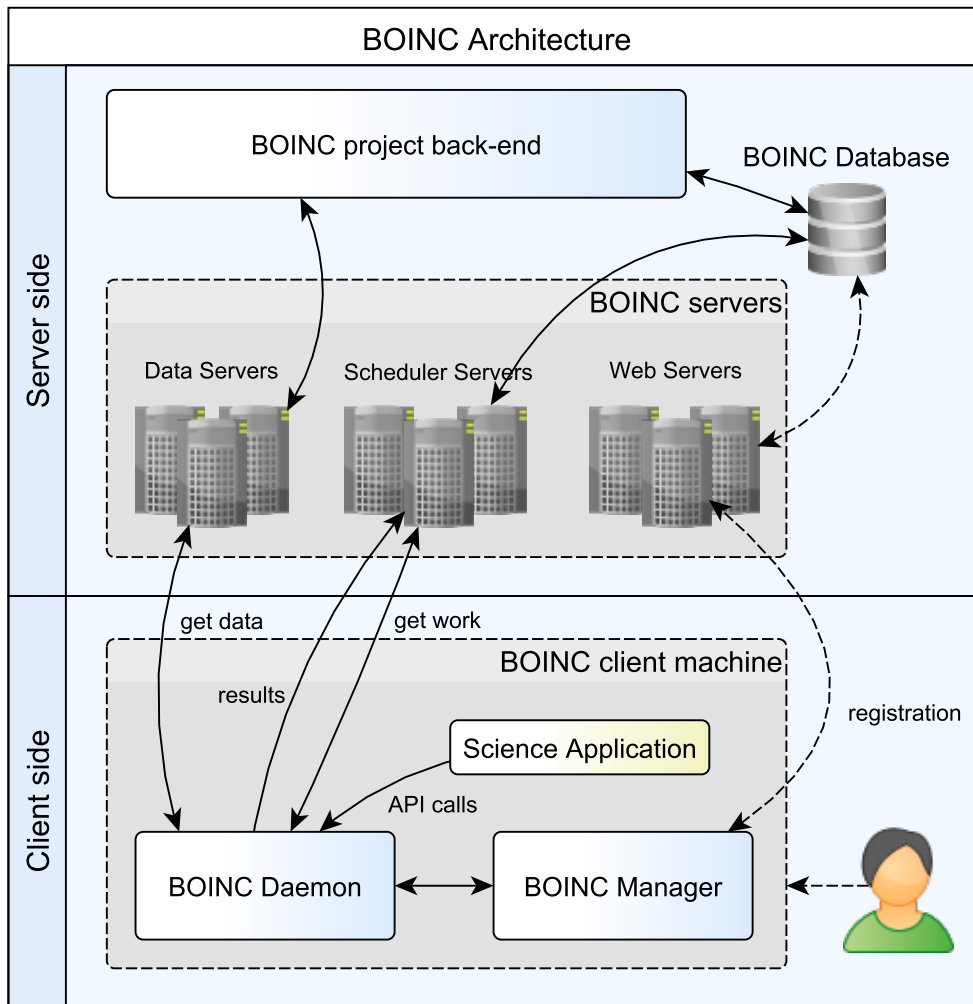 BOINC Architecture
Server side
BOINC project back-end
BOINC Database
BOINC servers
Data Servers
Scheduler Servers
Web Servers
Client side
get data
get work
BOINC client machine
results
registration
Science Application
API calls
BOINC Daemon
BOINC Manager